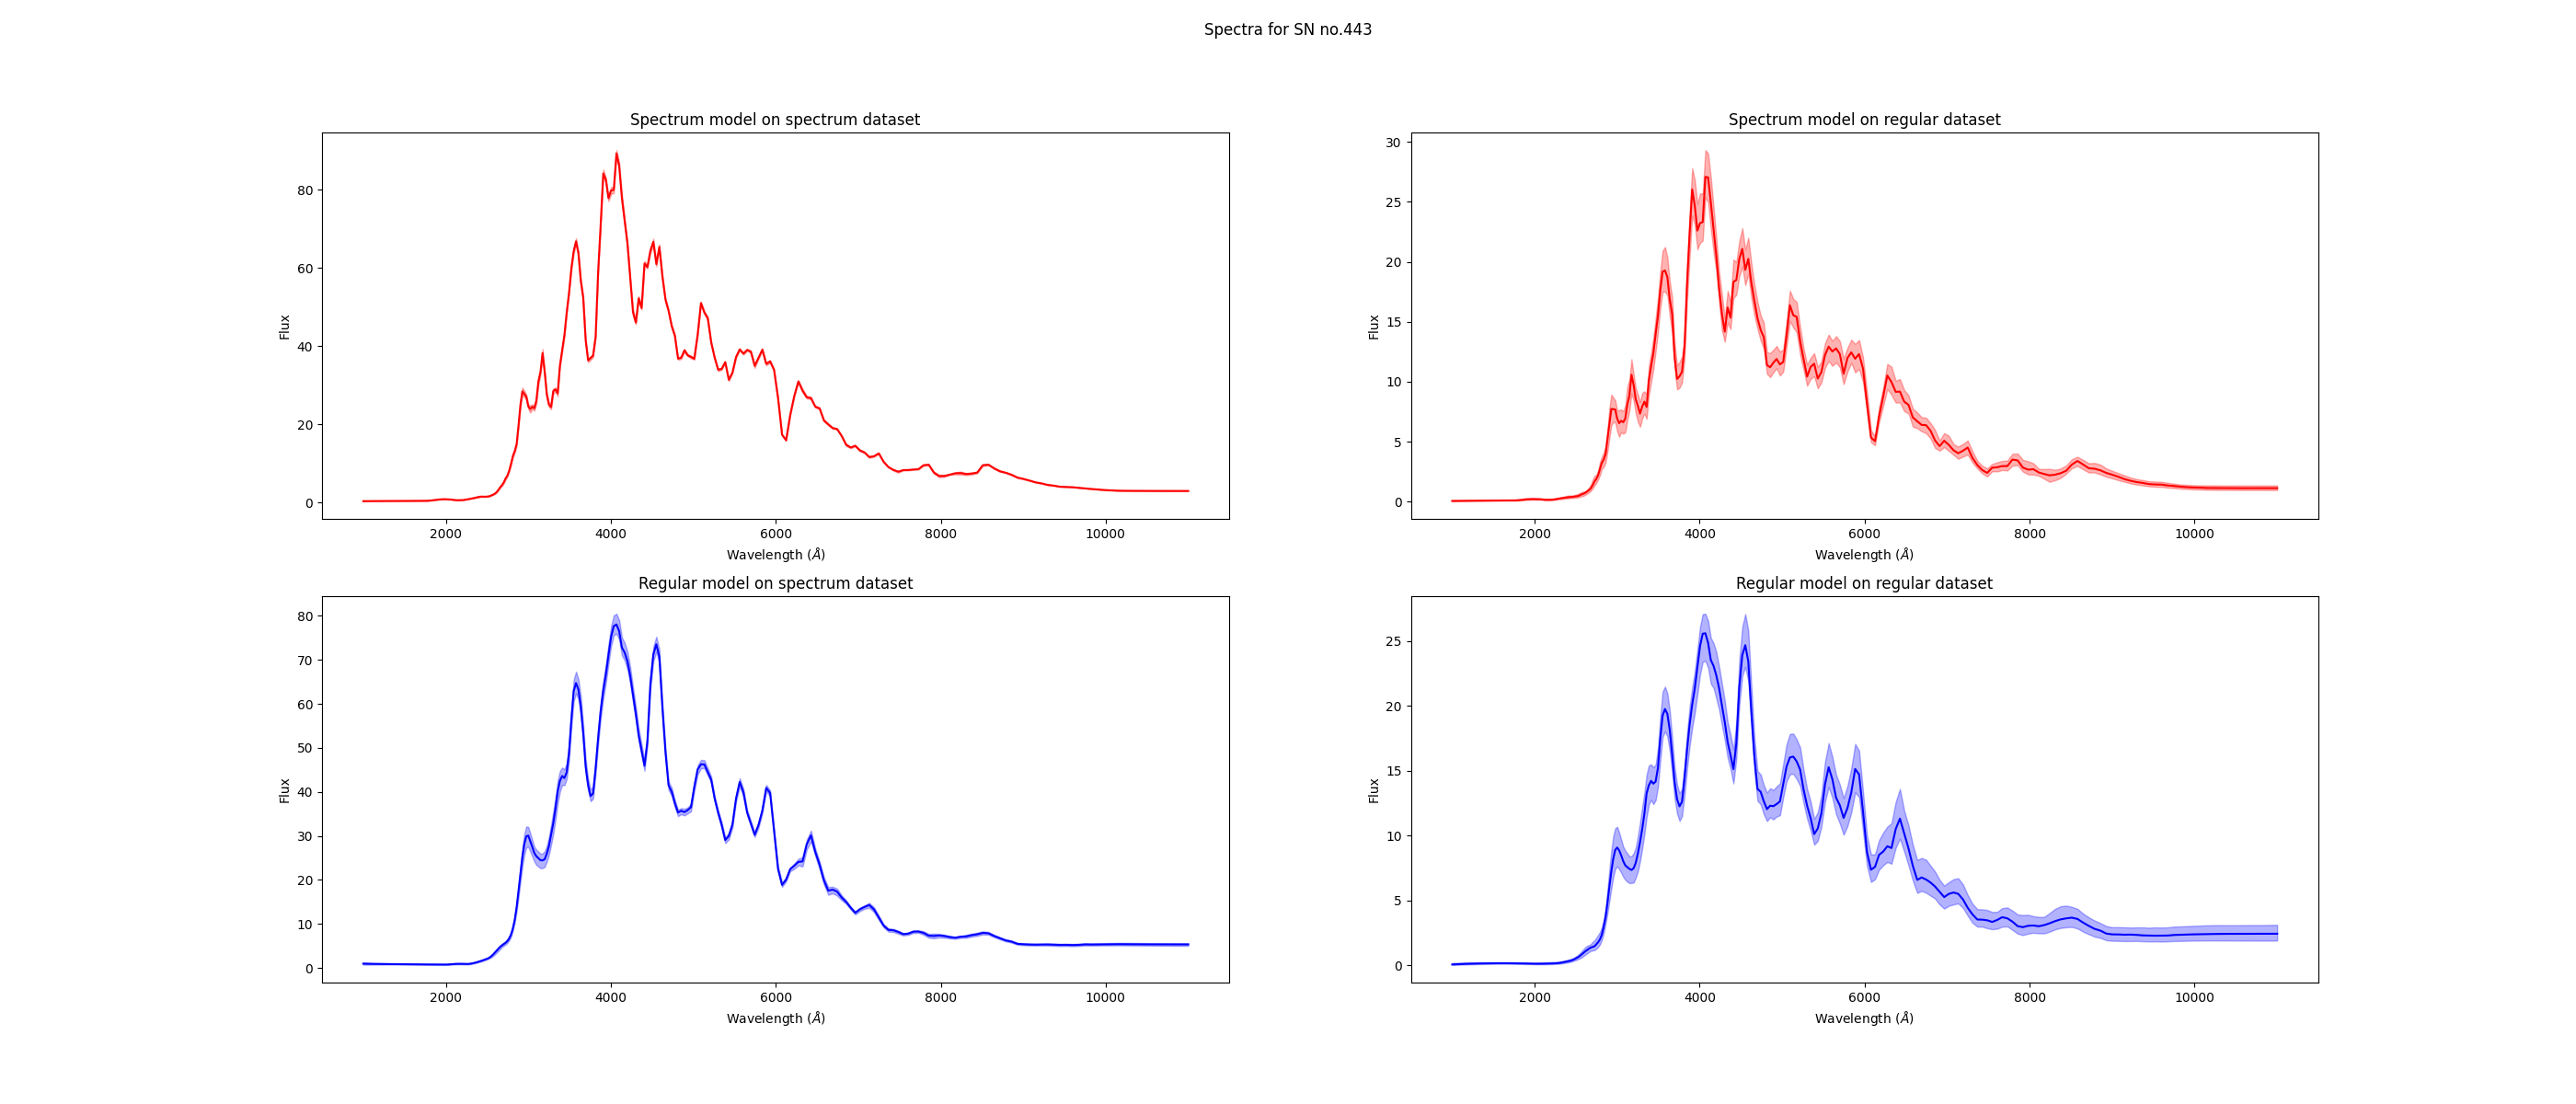 Spectra for SN no.443
Spectrum model on spectrum dataset
80
60
40
20
0
Flux
2000 4000 6000 8000 10000
Wavelength (Å)
Spectrum model on regular dataset
30
25
20
15
10
5
0
Flux
2000 4000 6000 8000 10000
Wavelength (Å)
Regular model on spectrum dataset
80
70
60
50
40
30
20
10
0
Flux
2000 4000 6000 8000 10000
Wavelength (Å)
Regular model on regular dataset
25
20
15
10
5
0
Flux
2000 4000 6000 8000 10000
Wavelength (Å)